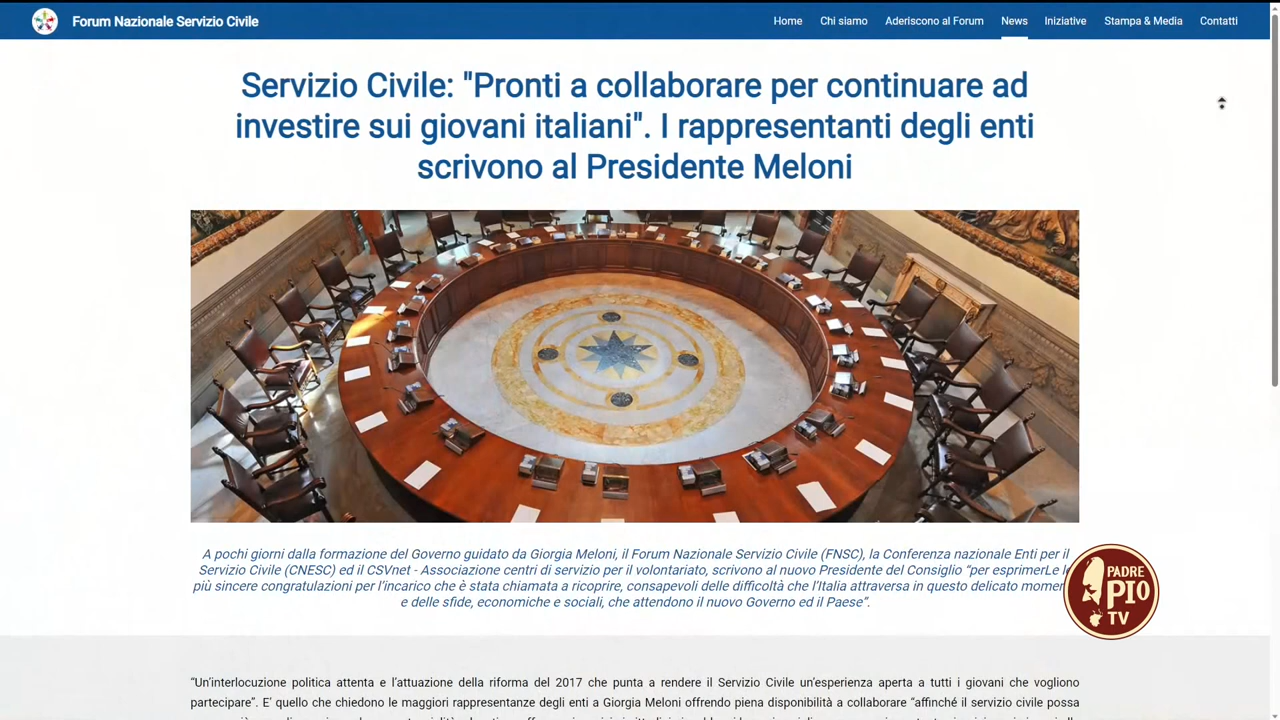 Forum Nazionale Servizio Civile
Home Chi siamo Aderiscono al Forum News Iniziative Stampa & Media Contatti
Servizio Civile: "Pronti a collaborare per continuare ad
investire sui giovani italiani". I rappresentanti degli enti
scrivono al Presidente Meloni
A pochi giorni dalla formazione del Governo guidato da Giorgia Meloni, il Forum Nazionale Servizio Civile (FNSC), la Conferenza nazionale Enti per il
Servizio Civile (CNESC) ed il CSVnet - Associazione centri di servizio per il volontariato, scrivono al nuovo Presidente del Consiglio “per esprimerLe
più sincere congratulazioni per l’incarico che è stata chiamata a ricoprire, consapevoli delle difficoltà che l’Italia attraversa in questo delicato
e delle sfide, economiche e sociali, che attendono il nuovo Governo ed il Paese”.
PADRE
PIO
TV
“Un’interlocuzione politica attenta e l’attuazione della riforma del 2017 che punta a rendere il Servizio Civile un’esperienza aperta a tutti i giovani che vogliono
partecipare”. E' quello che chiedono le maggiori rappresentanze degli enti a Giorgia Meloni offrendo piena disponibilità a collaborare “affinché il servizio civile possa